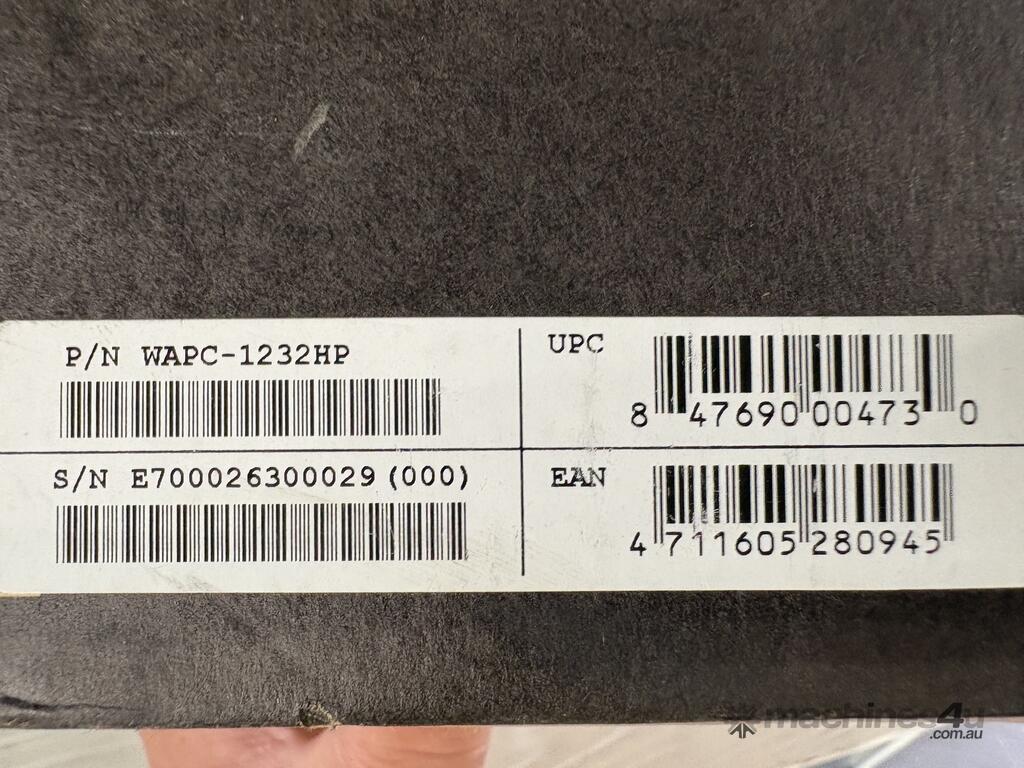 P/N WAPC-1232HP
S/N E700026300029(000)
UPC
8 47690 00473 0
EAN
4 711605 280945
machines4u
.com.au